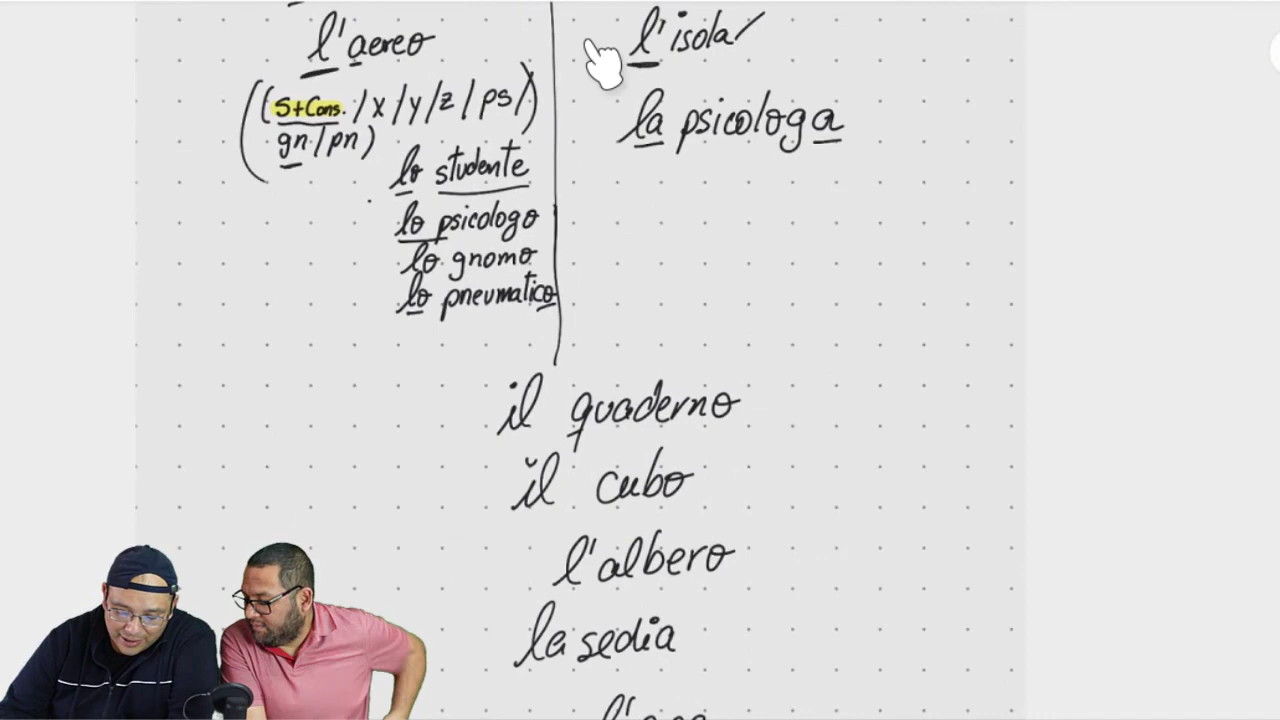 l'aereo
(S+Cons. / x / y / z / ps /)
gn / pn)
lo studente
lo psicologo
lo gnomo
lo pneumatico
l'isola
la psicologa
il quaderno
il cubo
l'albero
la sedia